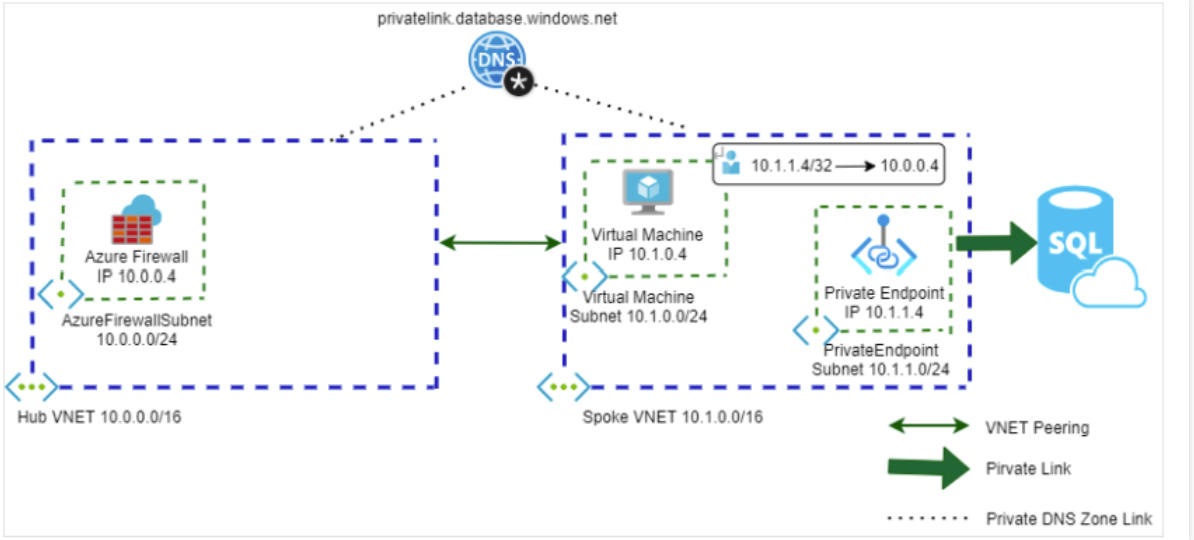 privatelink.database.windows.net
DNS
10.1.1.4/32 10.0.0.4
Azure Firewall
IP 10.0.0.4
AzureFirewallSubnet
10.0.0.0/24
Virtual Machine
IP 10.1.0.4
Virtual Machine
Subnet 10.1.0.0/24
Private Endpoint
IP 10.1.1.4
PrivateEndpoint
Subnet 10.1.1.0/24
SQL
Hub VNET 10.0.0.0/16
Spoke VNET 10.1.0.0/16
VNET Peering
Pirvate Link
Private DNS Zone Link